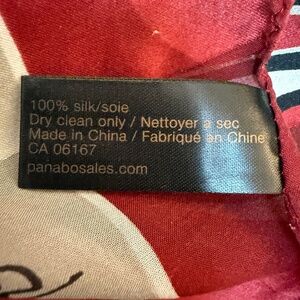 100% silk/soie
Dry clean only / Nettoyer a sec
Made in China / Fabriqué en Chine
CA 06167
panabosales.com